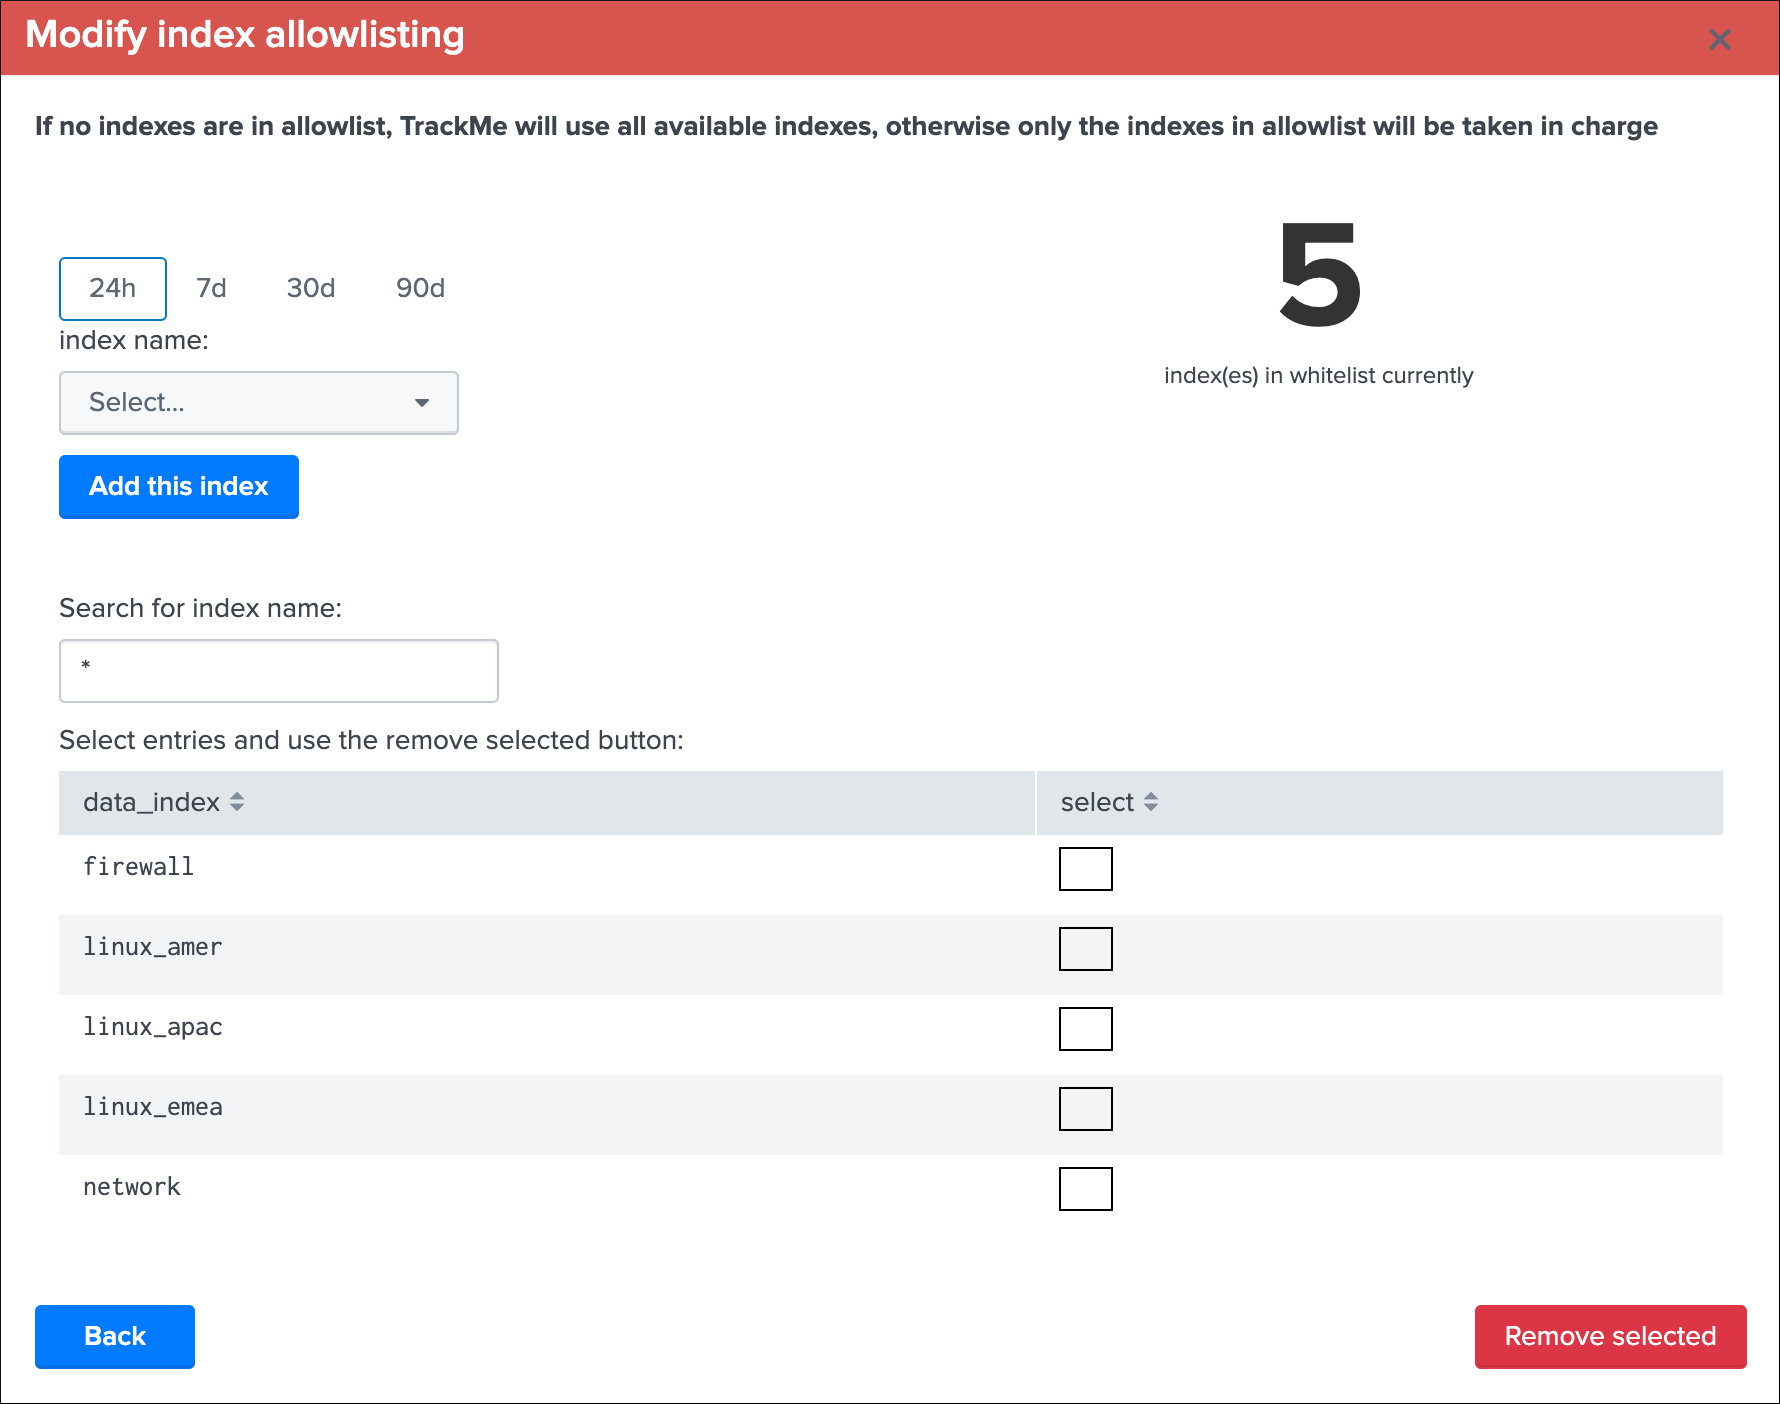 Modify index allowlisting
If no indexes are in allowlist, TrackMe will use all available indexes, otherwise only the indexes in allowlist will be taken in charge
24h 7d 30d 90d
index name:
Select...
Add this index
5
index(es) in whitelist currently
Search for index name:
*
Select entries and use the remove selected button:
data_index select
firewall
linux_amer
linux_apac
linux_emea
network
Back Remove selected